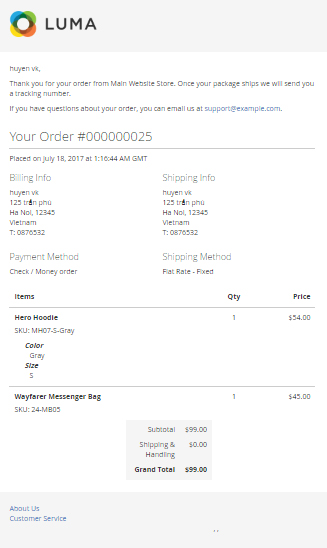 LUMA
huyen vk,
Thank you for your order from Main Website Store. Once your package ships we will send you
a tracking number.
If you have questions about your order, you can email us at support@example.com.
Your Order #000000025
Placed on July 18, 2017 at 1:16:44 AM GMT
Billing Info
huyen vk
125 trần phú
Ha Noi, 12345
Vietnam
T: 0876532
Shipping Info
huyen vk
125 trần phú
Ha Noi, 12345
Vietnam
T: 0876532
Payment Method
Check / Money order
Shipping Method
Flat Rate - Fixed
Items Qty Price
Hero Hoodie 1 $54.00
SKU: MH07-S-Gray
Color
Gray
Size
S
Wayfarer Messenger Bag 1 $45.00
SKU: 24-MB05
Subtotal $99.00
Shipping & $0.00
Handling
Grand Total $99.00
About Us
Customer Service